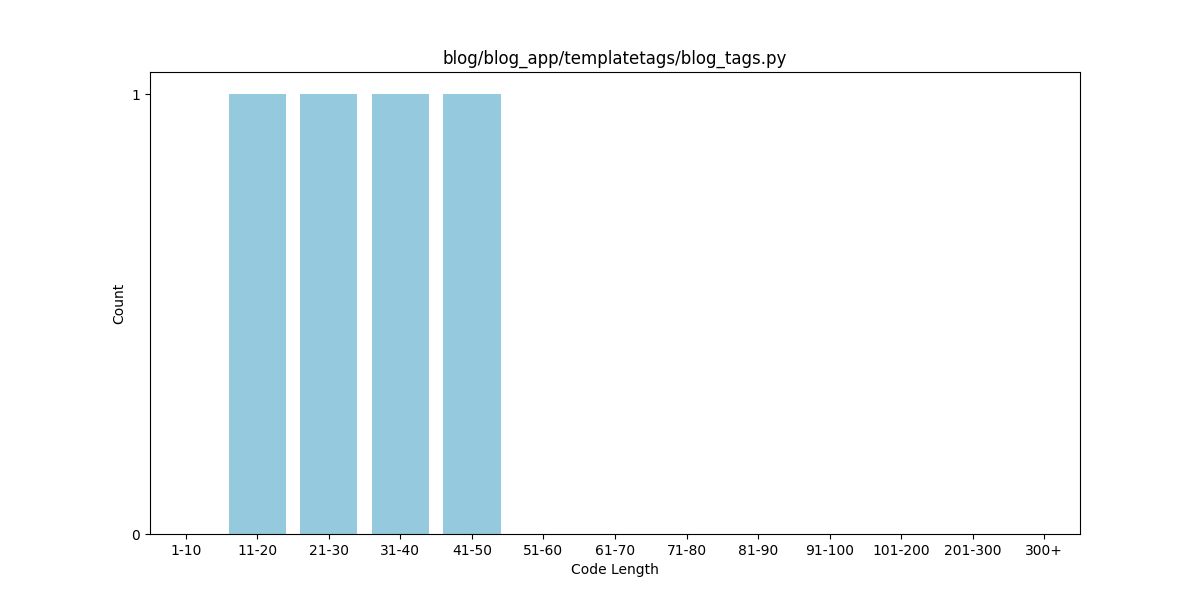 blog/blog_app/templatetags/blog_tags.py
1
Count
0
1-10 11-20 21-30 31-40 41-50 51-60 61-70 71-80 81-90 91-100 101-200 201-300 300+
Code Length